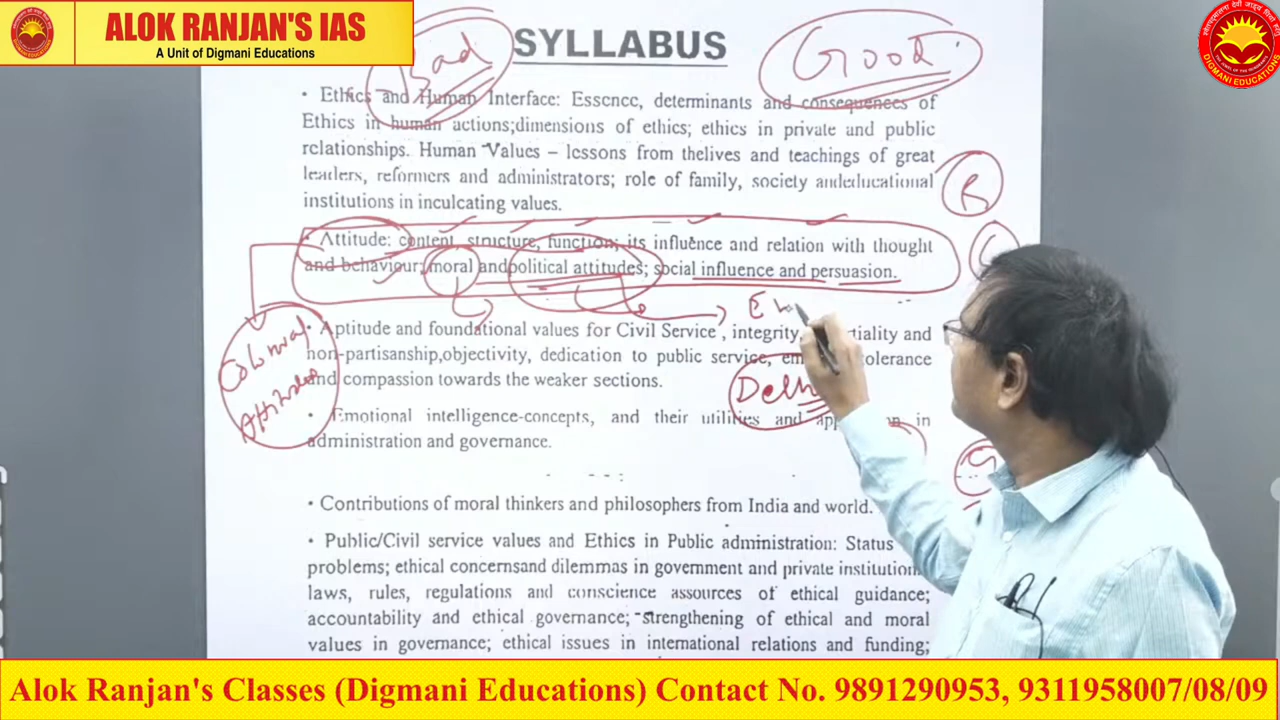 ALOK RANJAN'S IAS
A Unit of Digmani Educations
DIGMANI EDUCATIONS
Bad
SYLLABUS
Good
• Ethics and Human Interface: Essence, determinants and consequences of
Ethics in human actions;dimensions of ethics; ethics in private and public
relationships. Human Values – lessons from thelives and teachings of great
leaders, reformers and administrators; role of family, society andeducational
institutions in inculcating values.
R
• Attitude: content, structure, function; its influence and relation with thought
and behaviour; moral and political attitudes; social influence and persuasion.
Colonial
Attitudes
• Aptitude and foundational values for Civil Service , integrity, and
non-partisanship,objectivity, dedication to public service, tolerance
and compassion towards the weaker sections.
Delhi
• Emotional intelligence-concepts, and their utilities and in
administration and governance.
• Contributions of moral thinkers and philosophers from India and world.
• Public/Civil service values and Ethics in Public administration: Status
problems; ethical concernsand dilemmas in government and private
laws, rules, regulations and conscience assources of ethical guidance;
accountability and ethical governance; strengthening of ethical and moral
values in governance; ethical issues in international relations and funding;
Alok Ranjan's Classes (Digmani Educations) Contact No. 9891290953, 9311958007/08/09